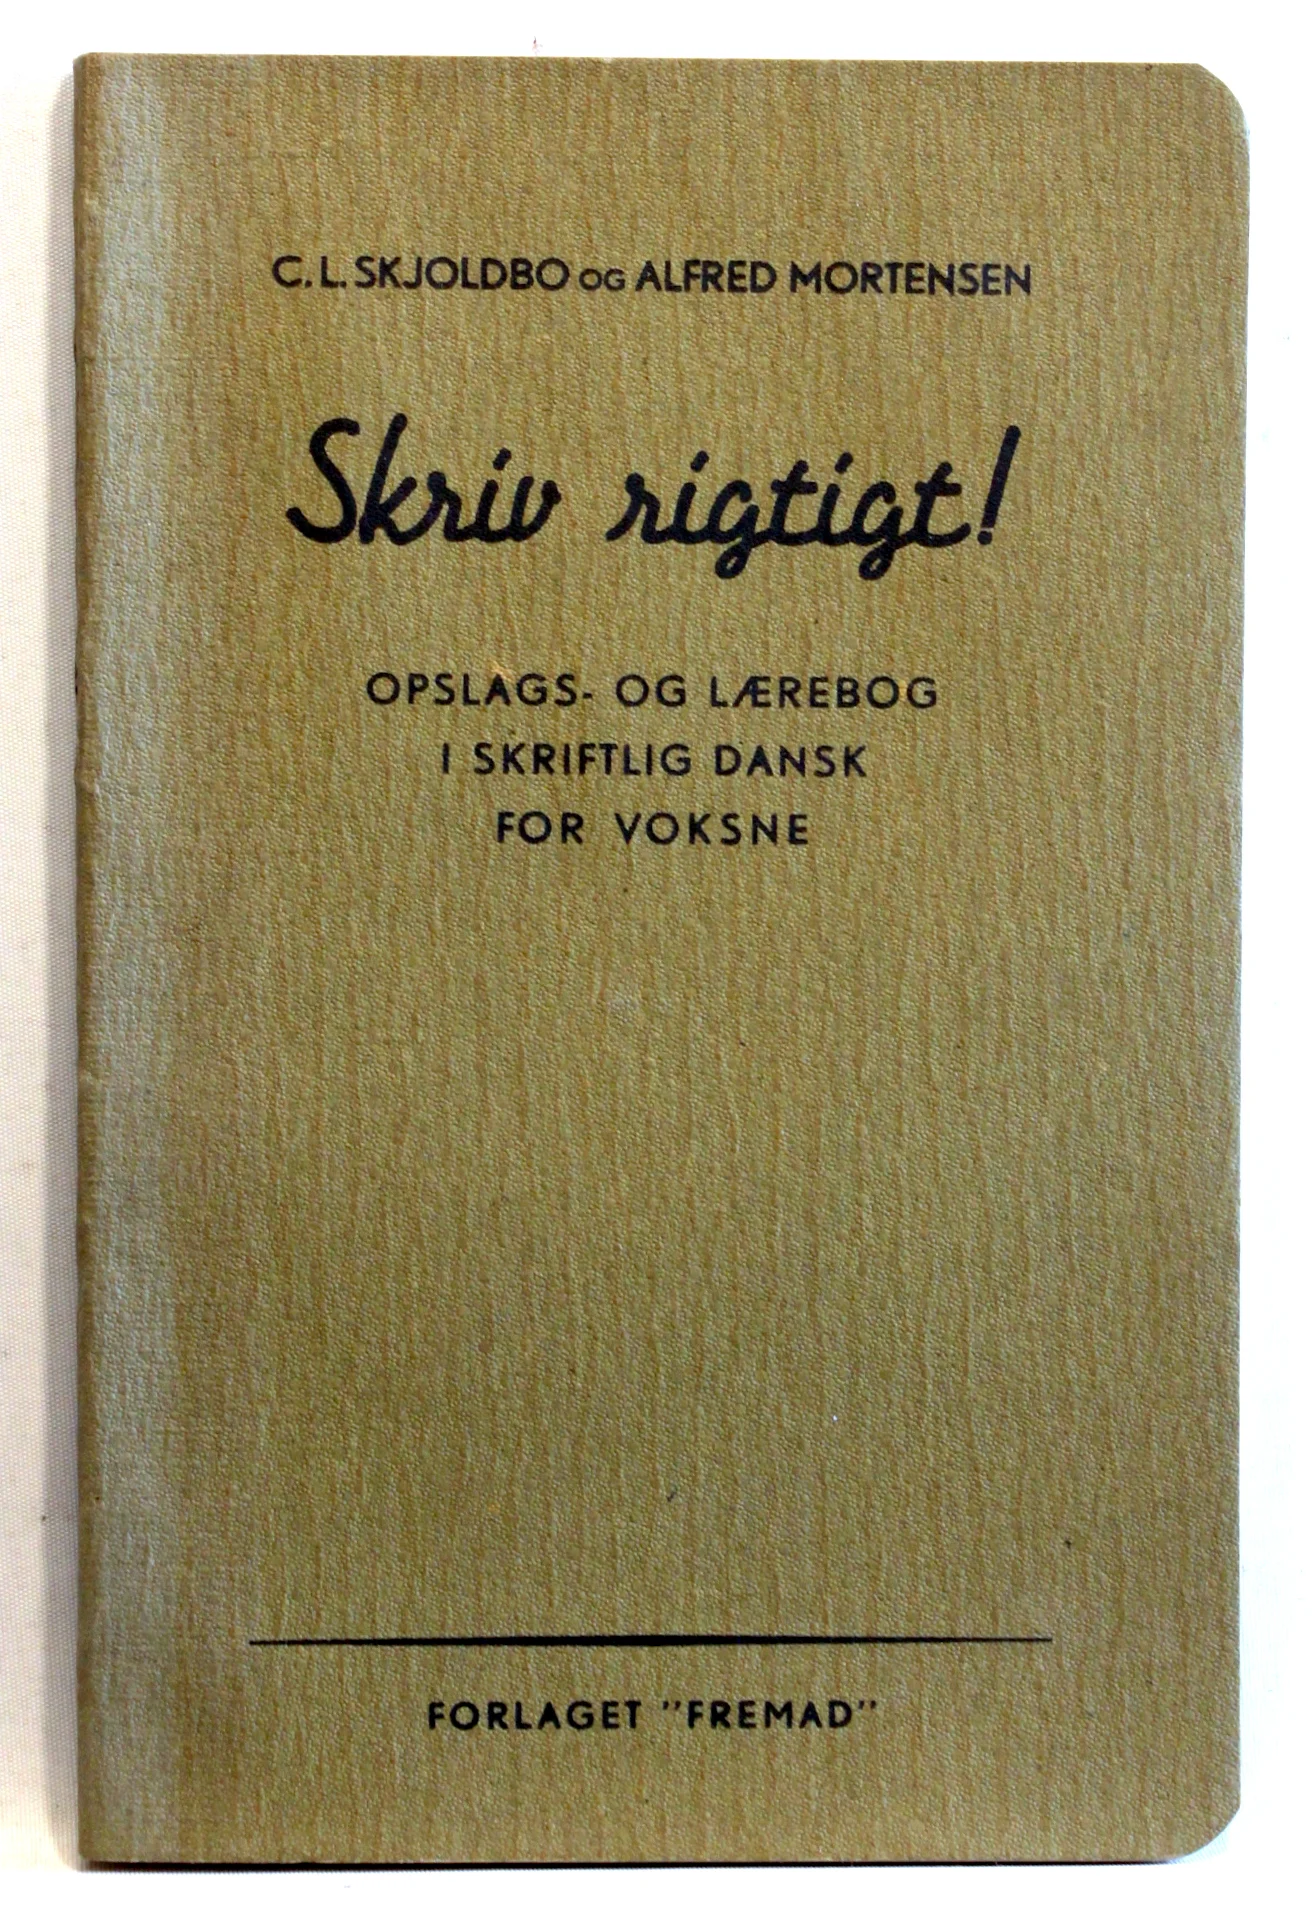 C. L. SKJOLDBO OG ALFRED MORTENSEN
Skriv rigtigt!
OPSLAGS- OG LÆREBOG
I SKRIFTLIG DANSK
FOR VOKSNE
FORLAGET "FREMAD"